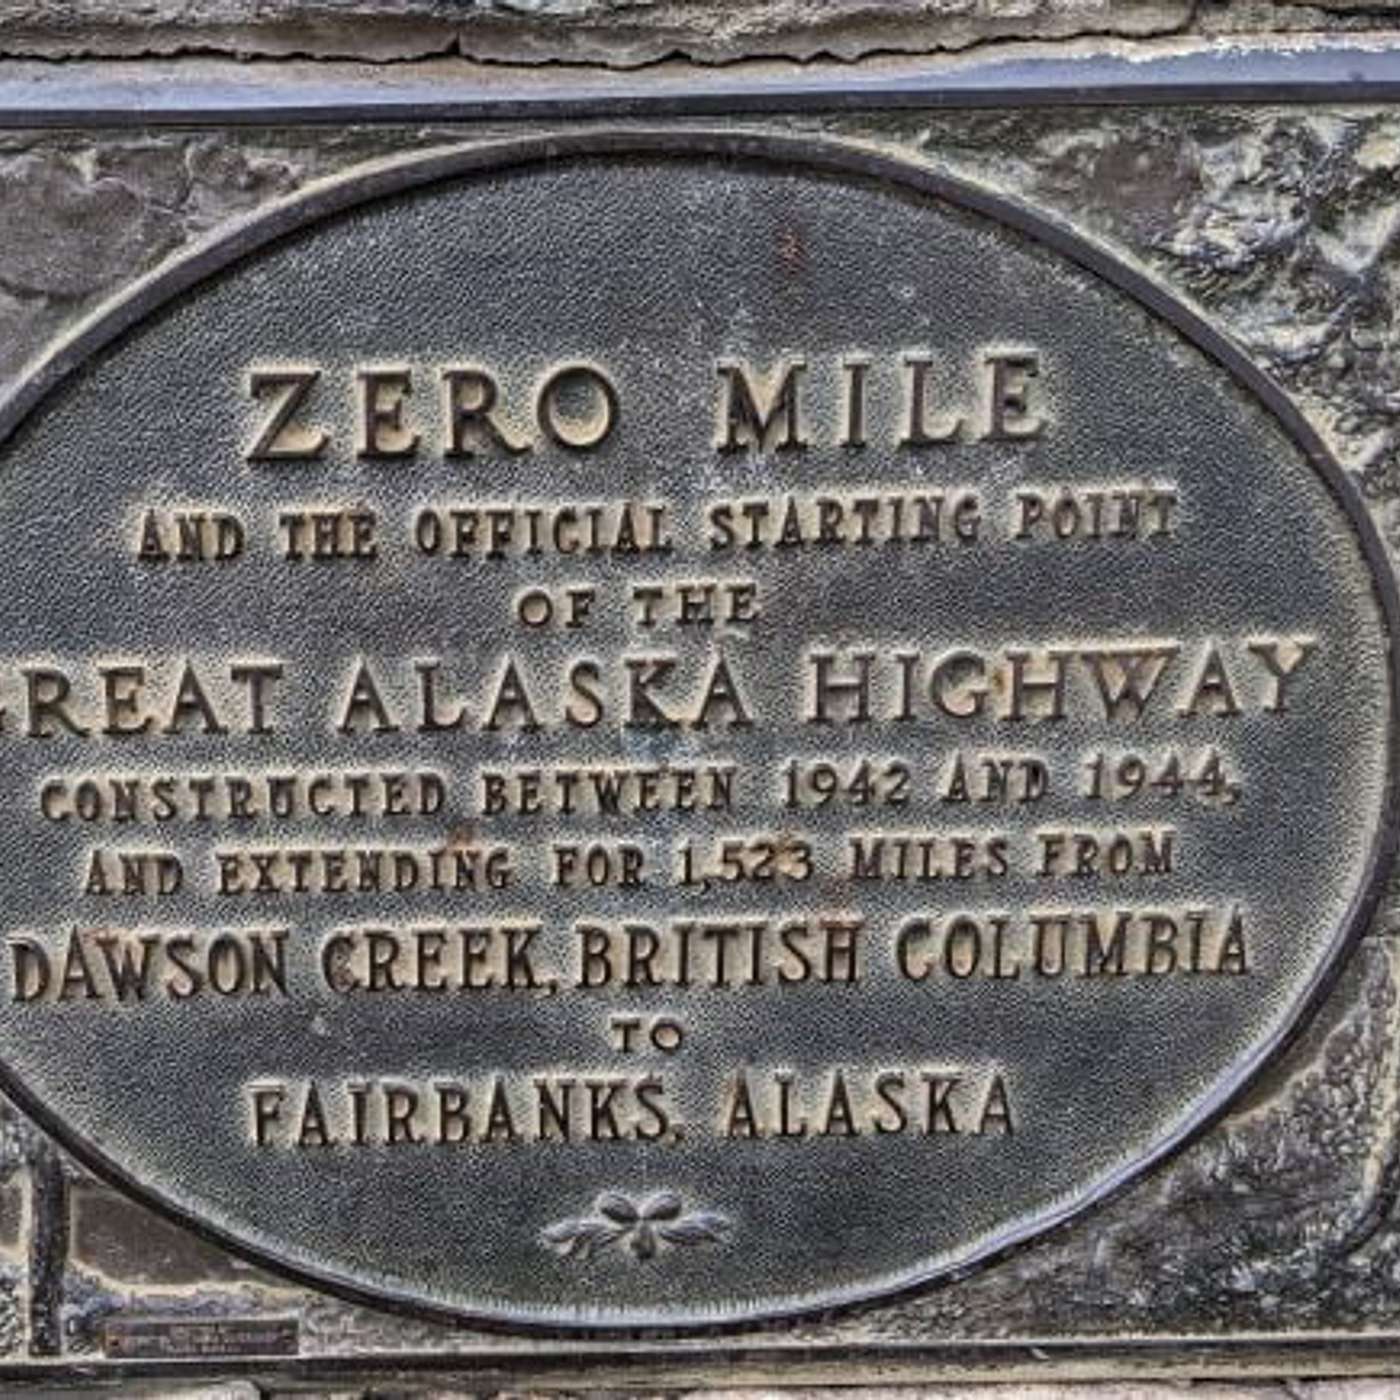 ZERO MILE
AND THE OFFICIAL STARTING POINT
OF THE
GREAT ALASKA HIGHWAY
CONSTRUCTED BETWEEN 1942 AND 1944,
AND EXTENDING FOR 1,523 MILES FROM
DAWSON CREEK, BRITISH COLUMBIA
TO
FAIRBANKS, ALASKA